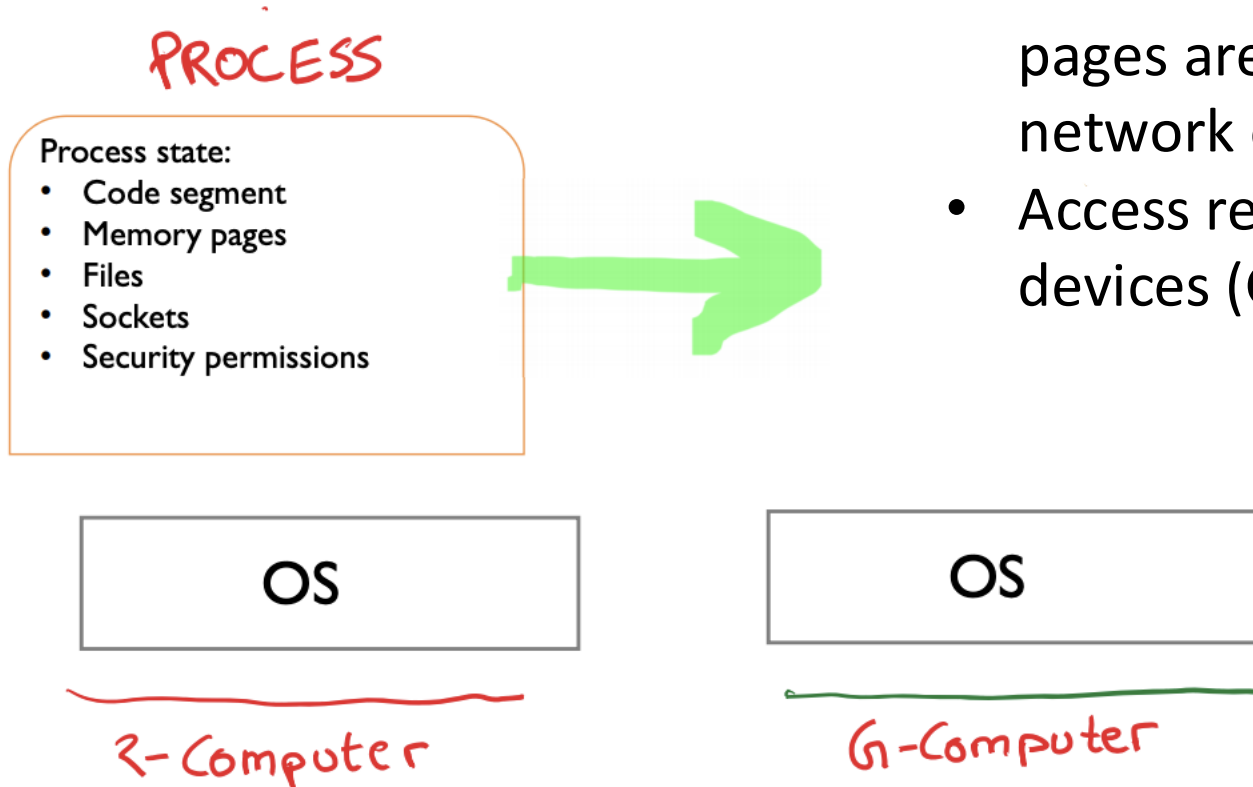 PROCESS
Process state:
• Code segment
• Memory pages
• Files
• Sockets
• Security permissions
pages are
network
• Access re
devices (
OS
OS
R-Computer
G-Computer